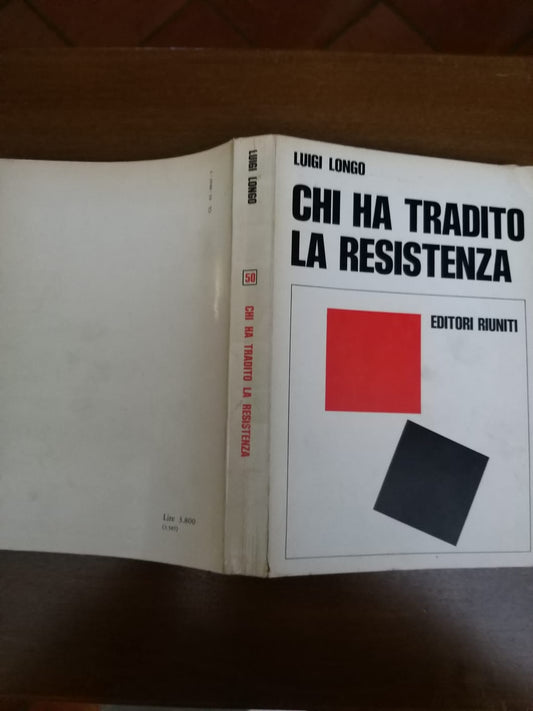 LUIGI LONGO
CHI HA TRADITO
LA RESISTENZA
EDITORI RIUNITI
LUIGI LONGO
50
CHI HA TRADITO LA RESISTENZA
Lire 3.800